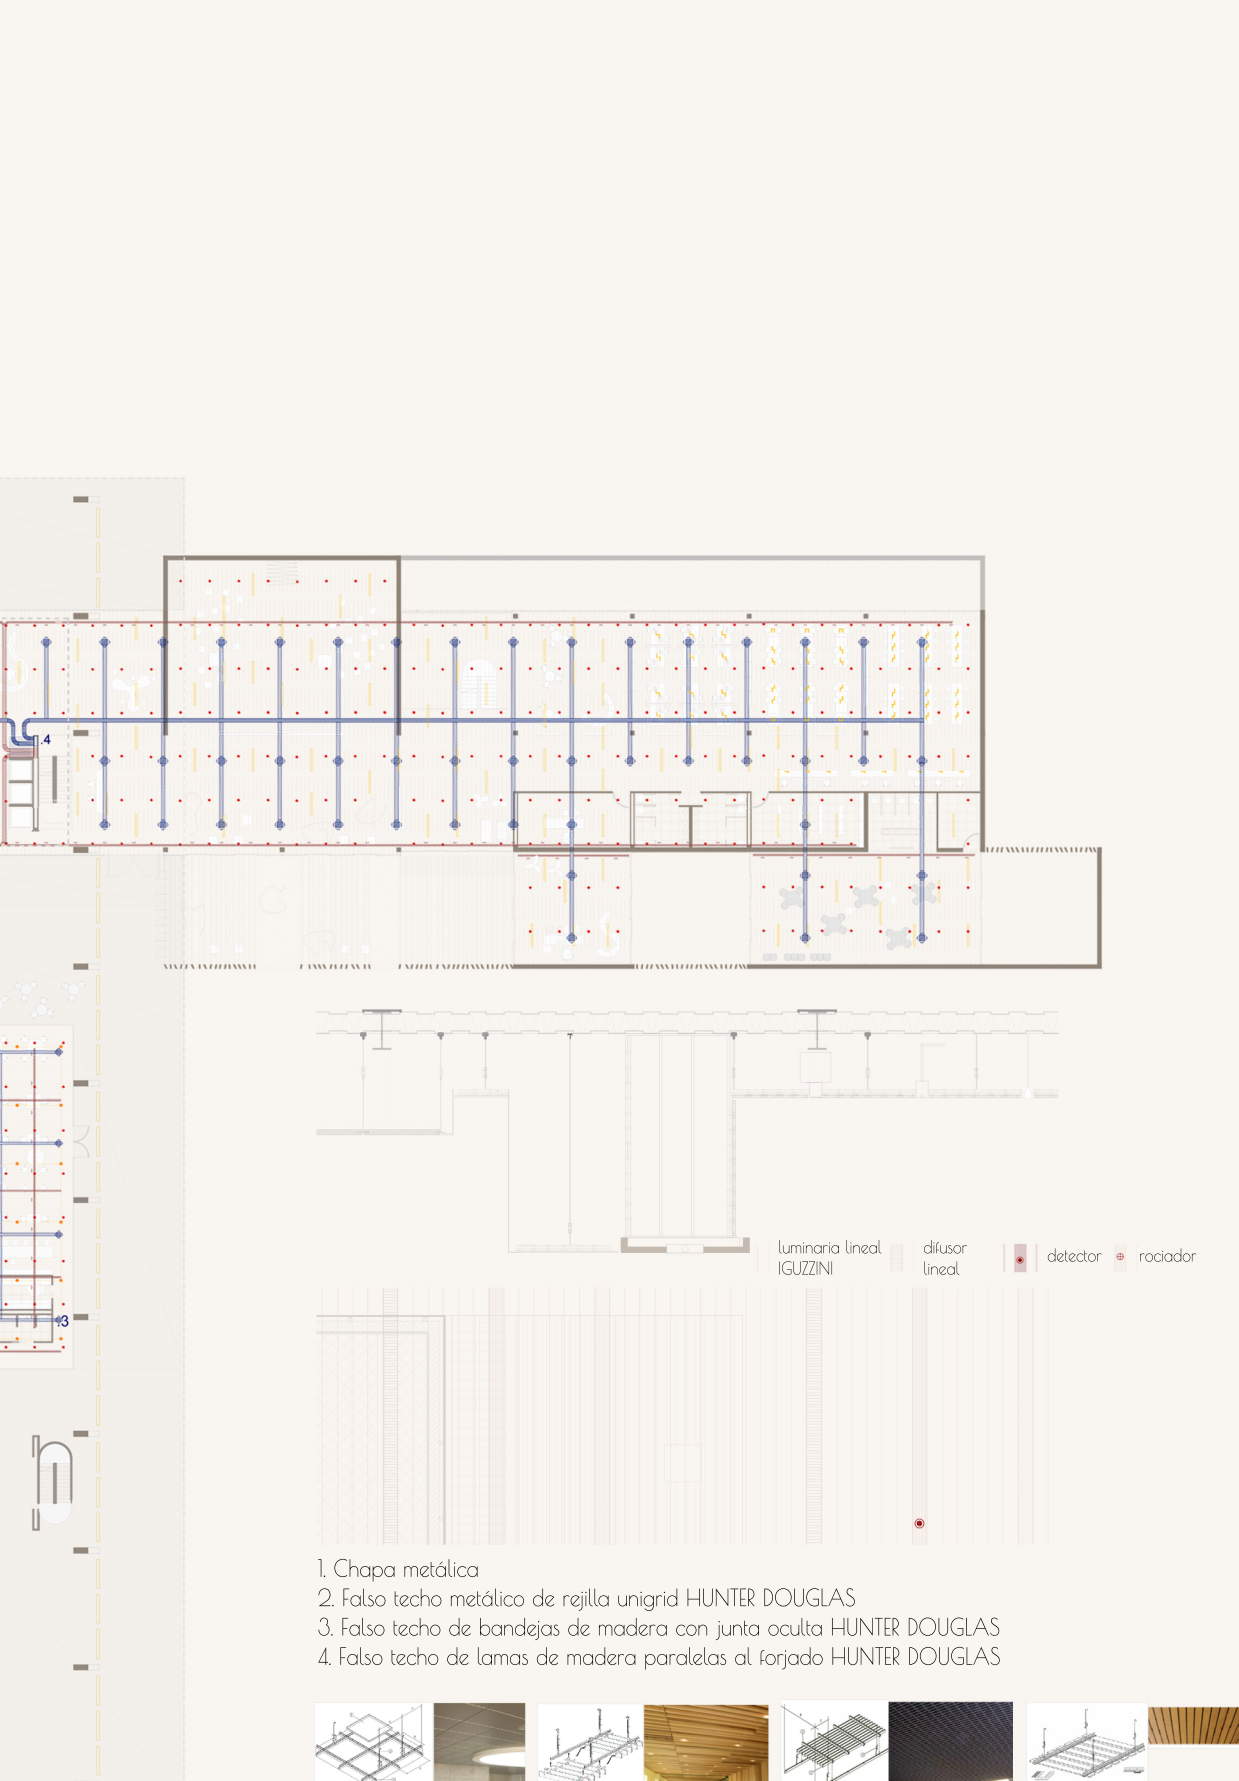 .4
luminaria lineal
IGUZZINI
difusor
lineal
detector
rociador
.3
1. Chapa metálica
2. Falso techo metálico de rejilla unigrid HUNTER DOUGLAS
3. Falso techo de bandejas de madera con junta oculta HUNTER DOUGLAS
4. Falso techo de lamas de madera paralelas al forjado HUNTER DOUGLAS